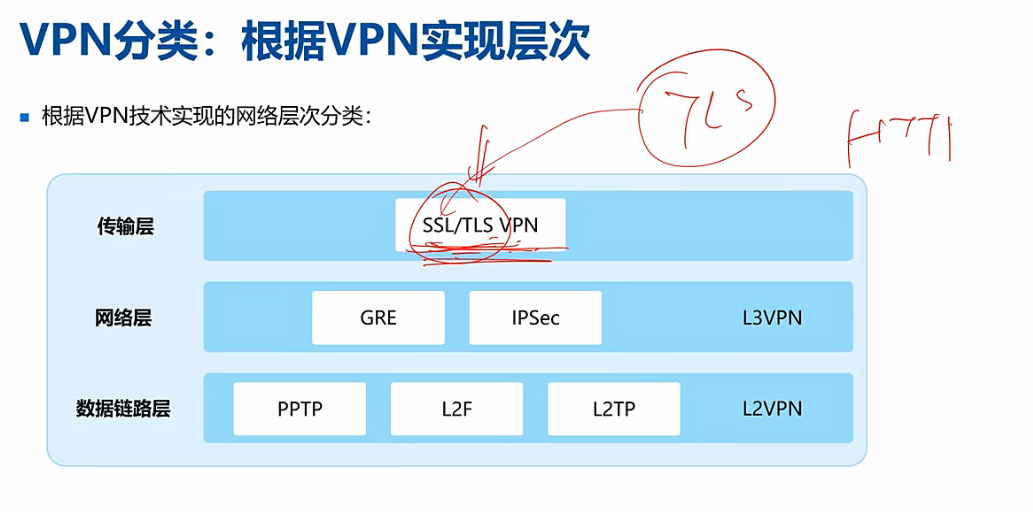 VPN分类：根据VPN实现层次
根据VPN技术实现的网络层次分类：
TLS
传输层 SSL/TLS VPN
网络层 GRE IPSec L3VPN
数据链路层 PPTP L2F L2TP L2VPN